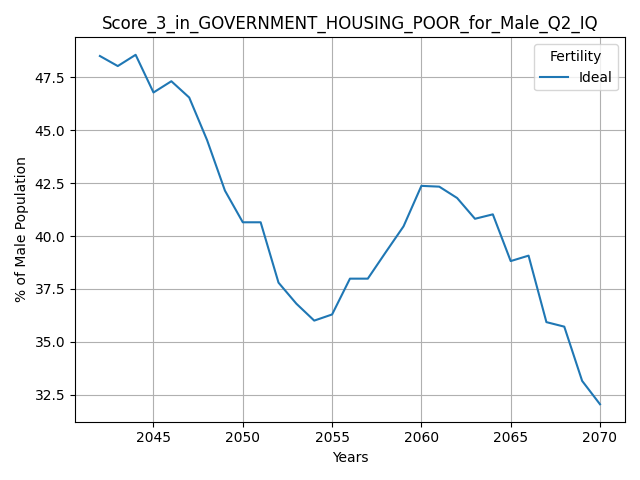 Score_3_in_GOVERNMENT_HOUSING_POOR_for_Male_Q2_IQ
Fertility
Ideal
% of Male Population
47.5
45.0
42.5
40.0
37.5
35.0
32.5
2045 2050 2055 2060 2065 2070
Years